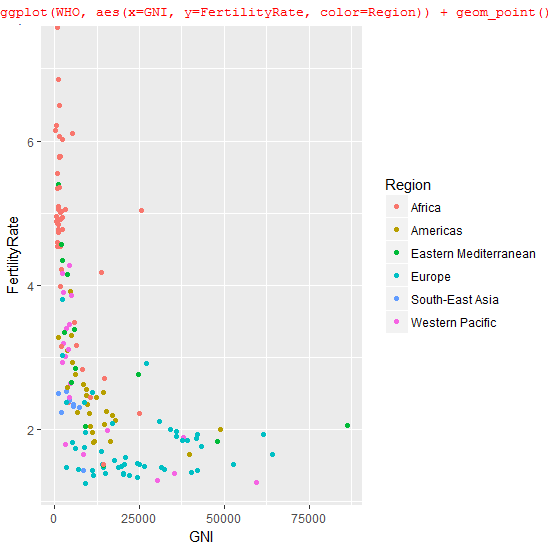 ggplot(WHO, aes(x=GNI, y=FertilityRate, color=Region)) + geom_point()
6
4
2
FertilityRate
0
25000
50000
75000
GNI
Region
Africa
Americas
Eastern Mediterranean
Europe
South-East Asia
Western Pacific